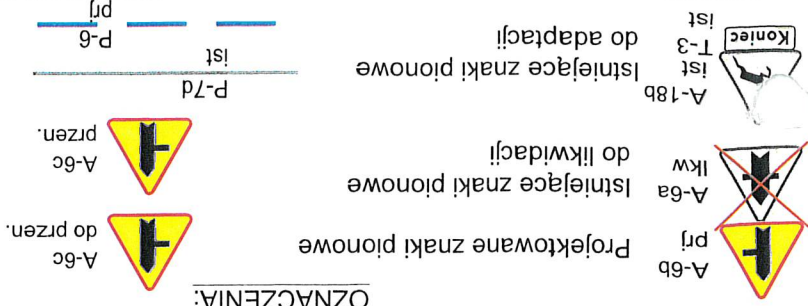 OZNACZENIA:
A-6b
prj
Projektowane znaki pionowe
A-6a
lkw
Istniejące znaki pionowe
do likwidacji
A-18b
ist
T-3
ist
Koniec
Istniejące znaki pionowe
do adaptacji
A-6c
do przen.
A-6c
przen.
P-7d
ist
P-6
prj